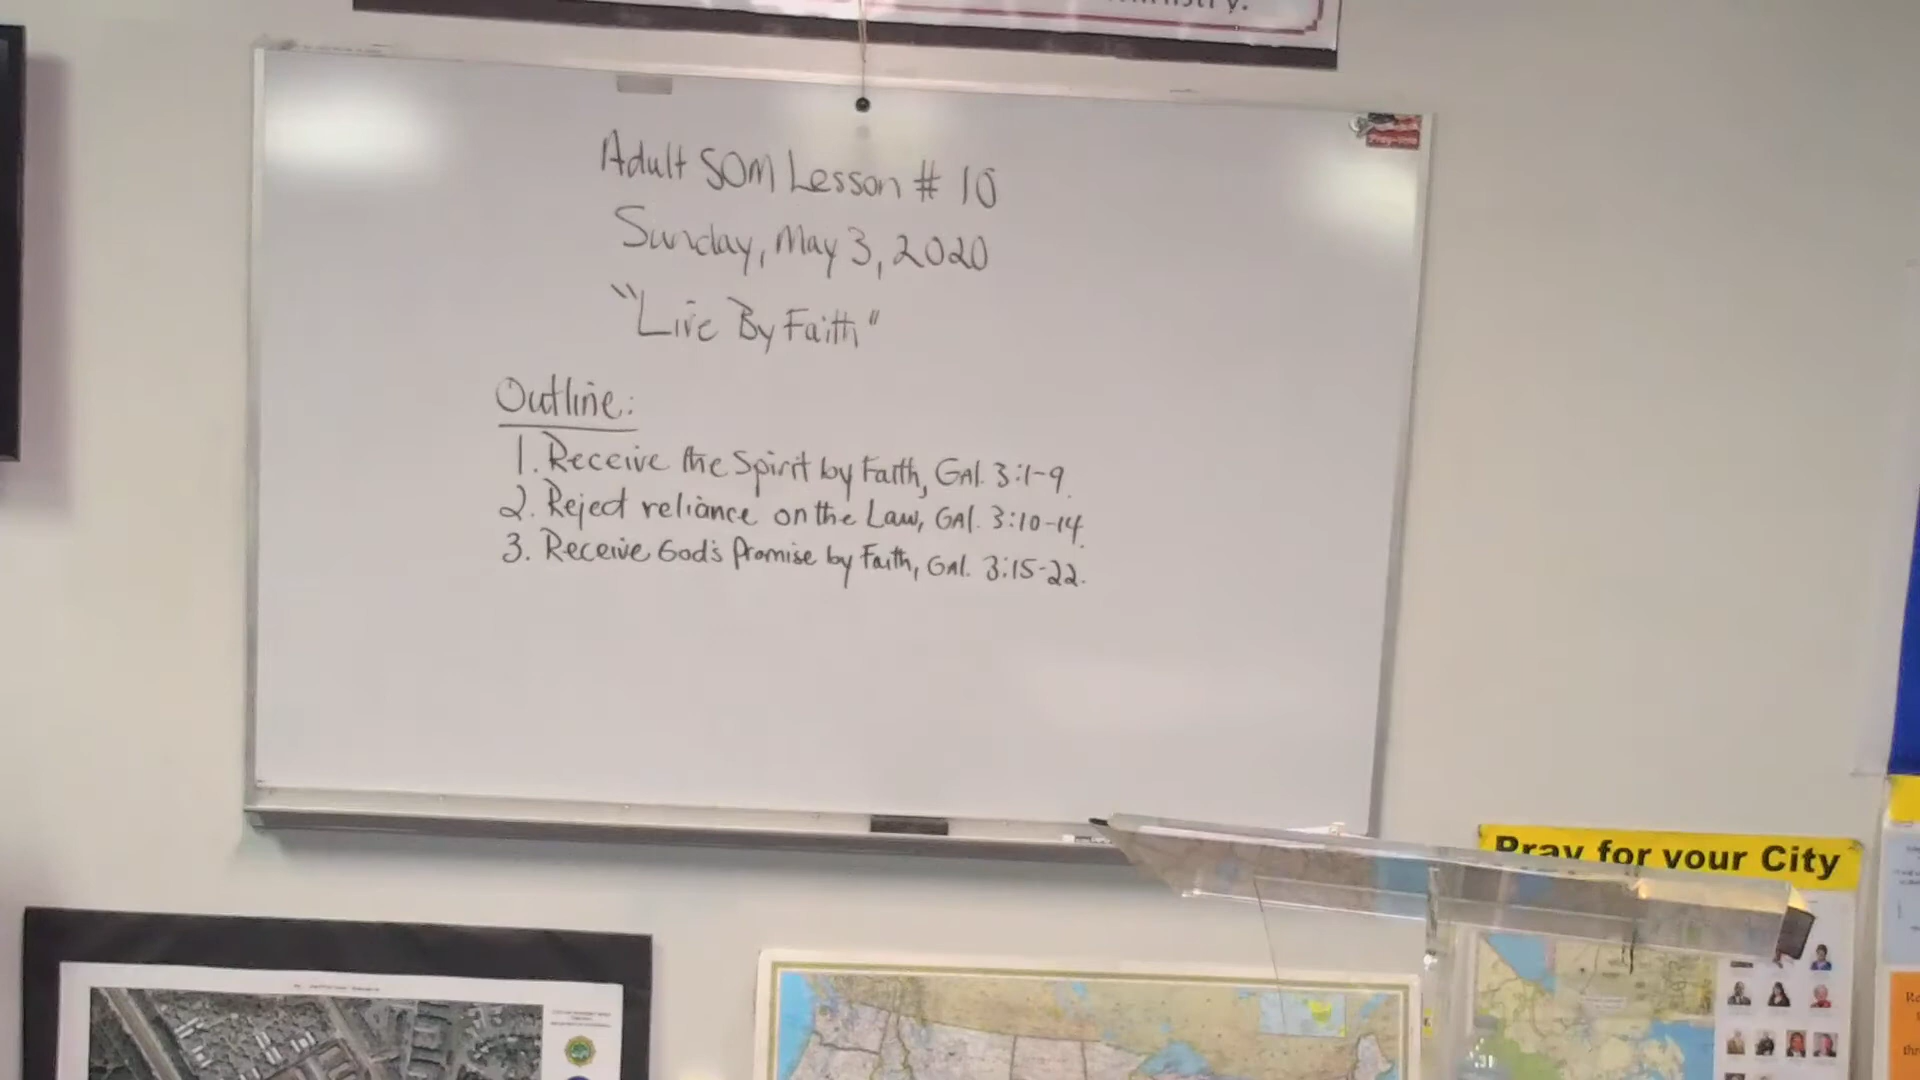 Adult SOM Lesson # 10
Sunday, May 3, 2020
"Live By Faith"
Outline:
1. Receive the Spirit by Faith, GAl. 3:1-9.
2. Reject reliance on the Law, GAl. 3:10-14.
3. Receive God's Promise by Faith, GAl. 3:15-22.
Pray for your City